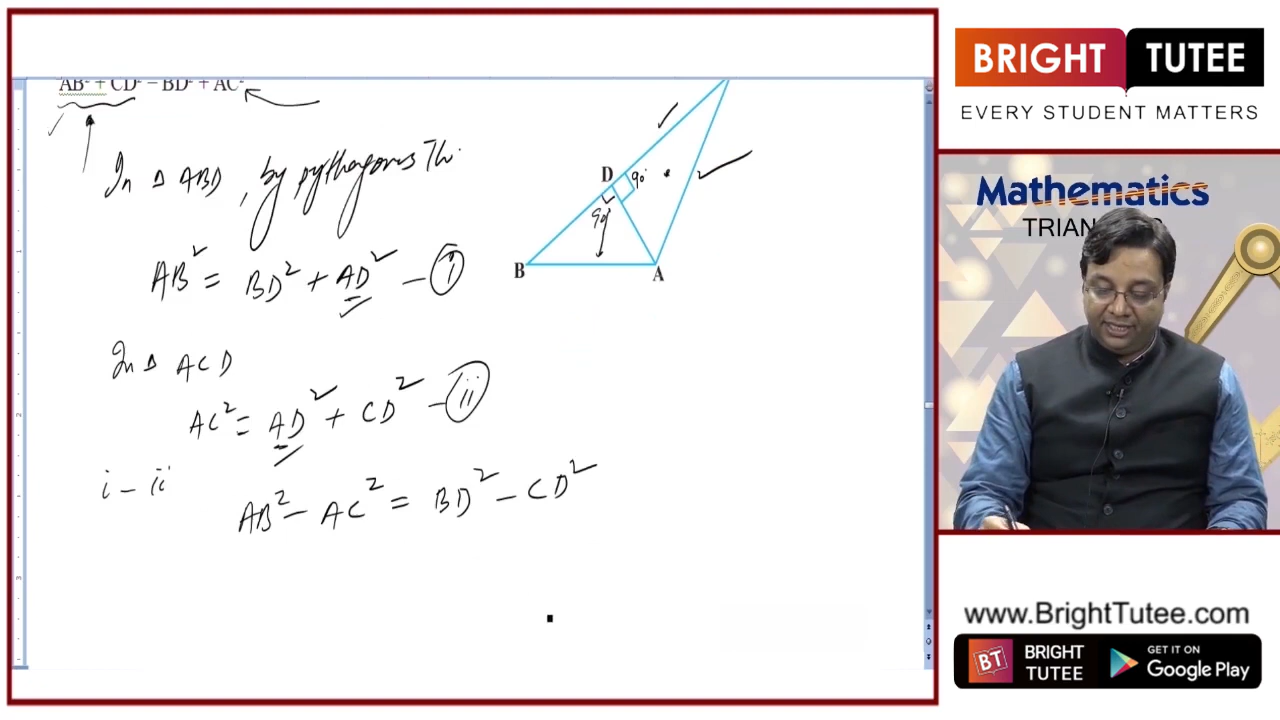 BRIGHT TUTEE
EVERY STUDENT MATTERS
AB² + CD² = BD² + AC²
In Δ ABD, by pythagorus Th.
AB² = BD² + AD² – (i)
In Δ ACD
AC² = AD² + CD² – (ii)
i – ii
AB² – AC² = BD² – CD²
D
90°
90°
B
A
Mathematics
www.BrightTutee.com
BT
BRIGHT
TUTEE
GET IT ON
Google Play